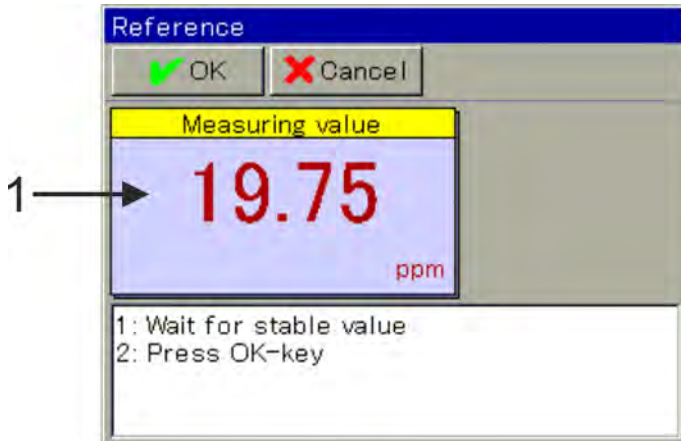 Reference
OK Cancel
Measuring value
1
19.75
ppm
1: Wait for stable value
2: Press OK-key